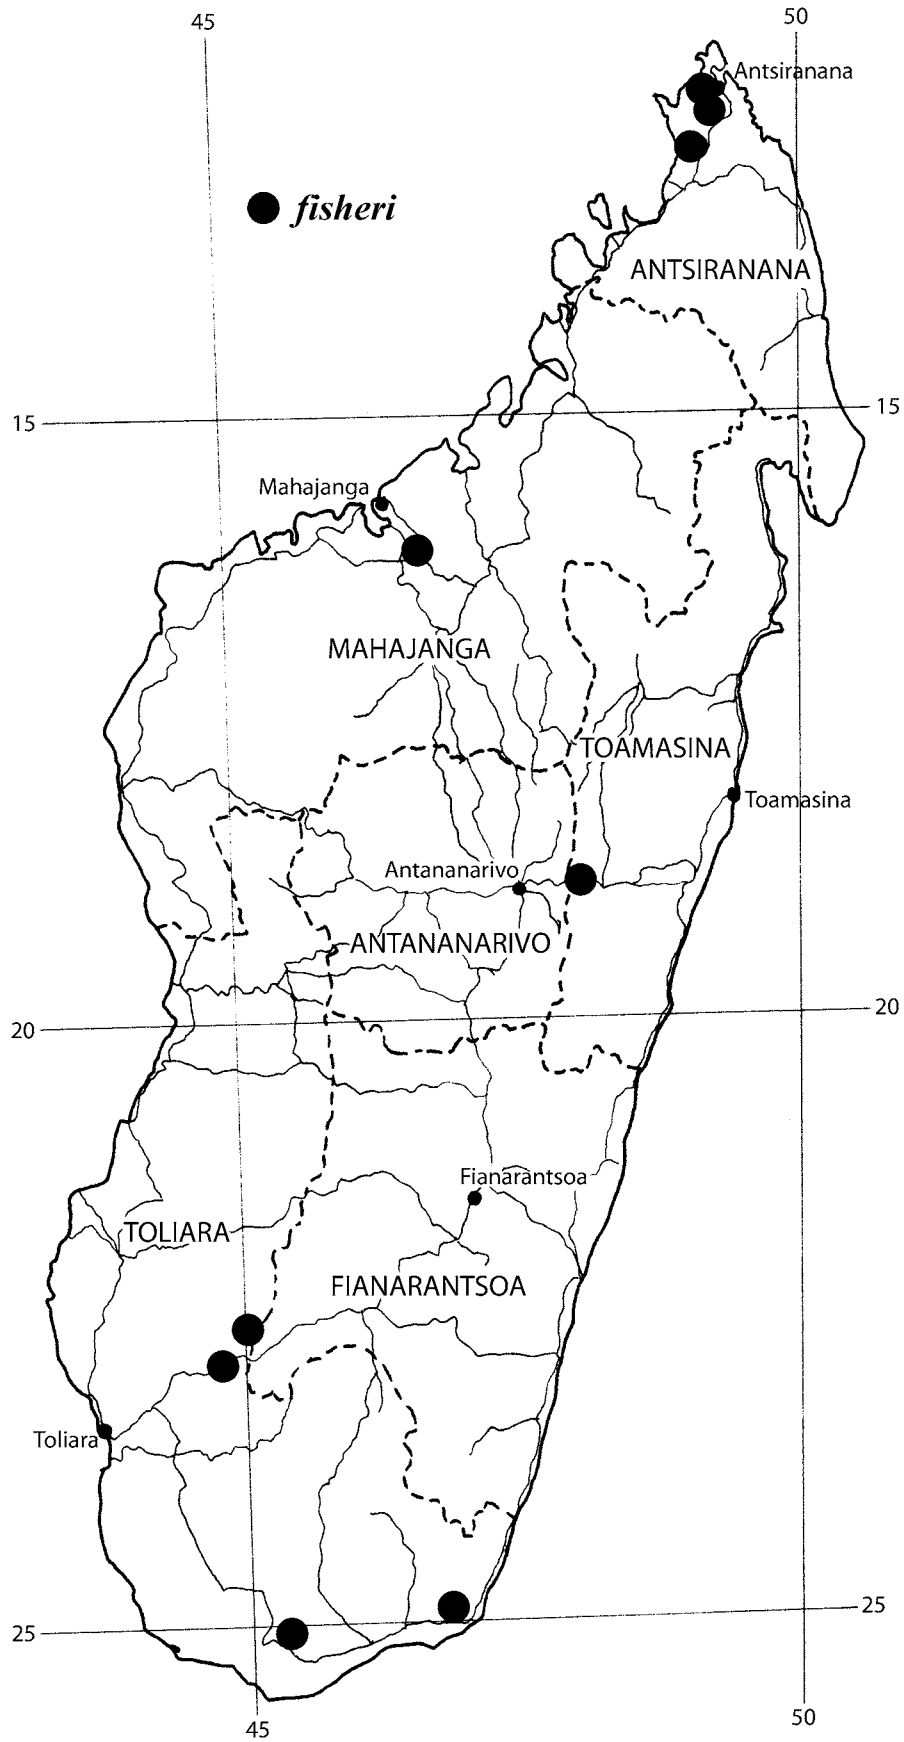 45
50
Antsiranana
fisheri
ANTSIRANANA
15
15
Mahajanga
MAHAJANGA
TOAMASINA
Toamasina
Antananarivo
ANTANANARIVO
20
20
Fianarantsoa
TOLIARA
FIANARANTSOA
Toliara
25
25
45
50